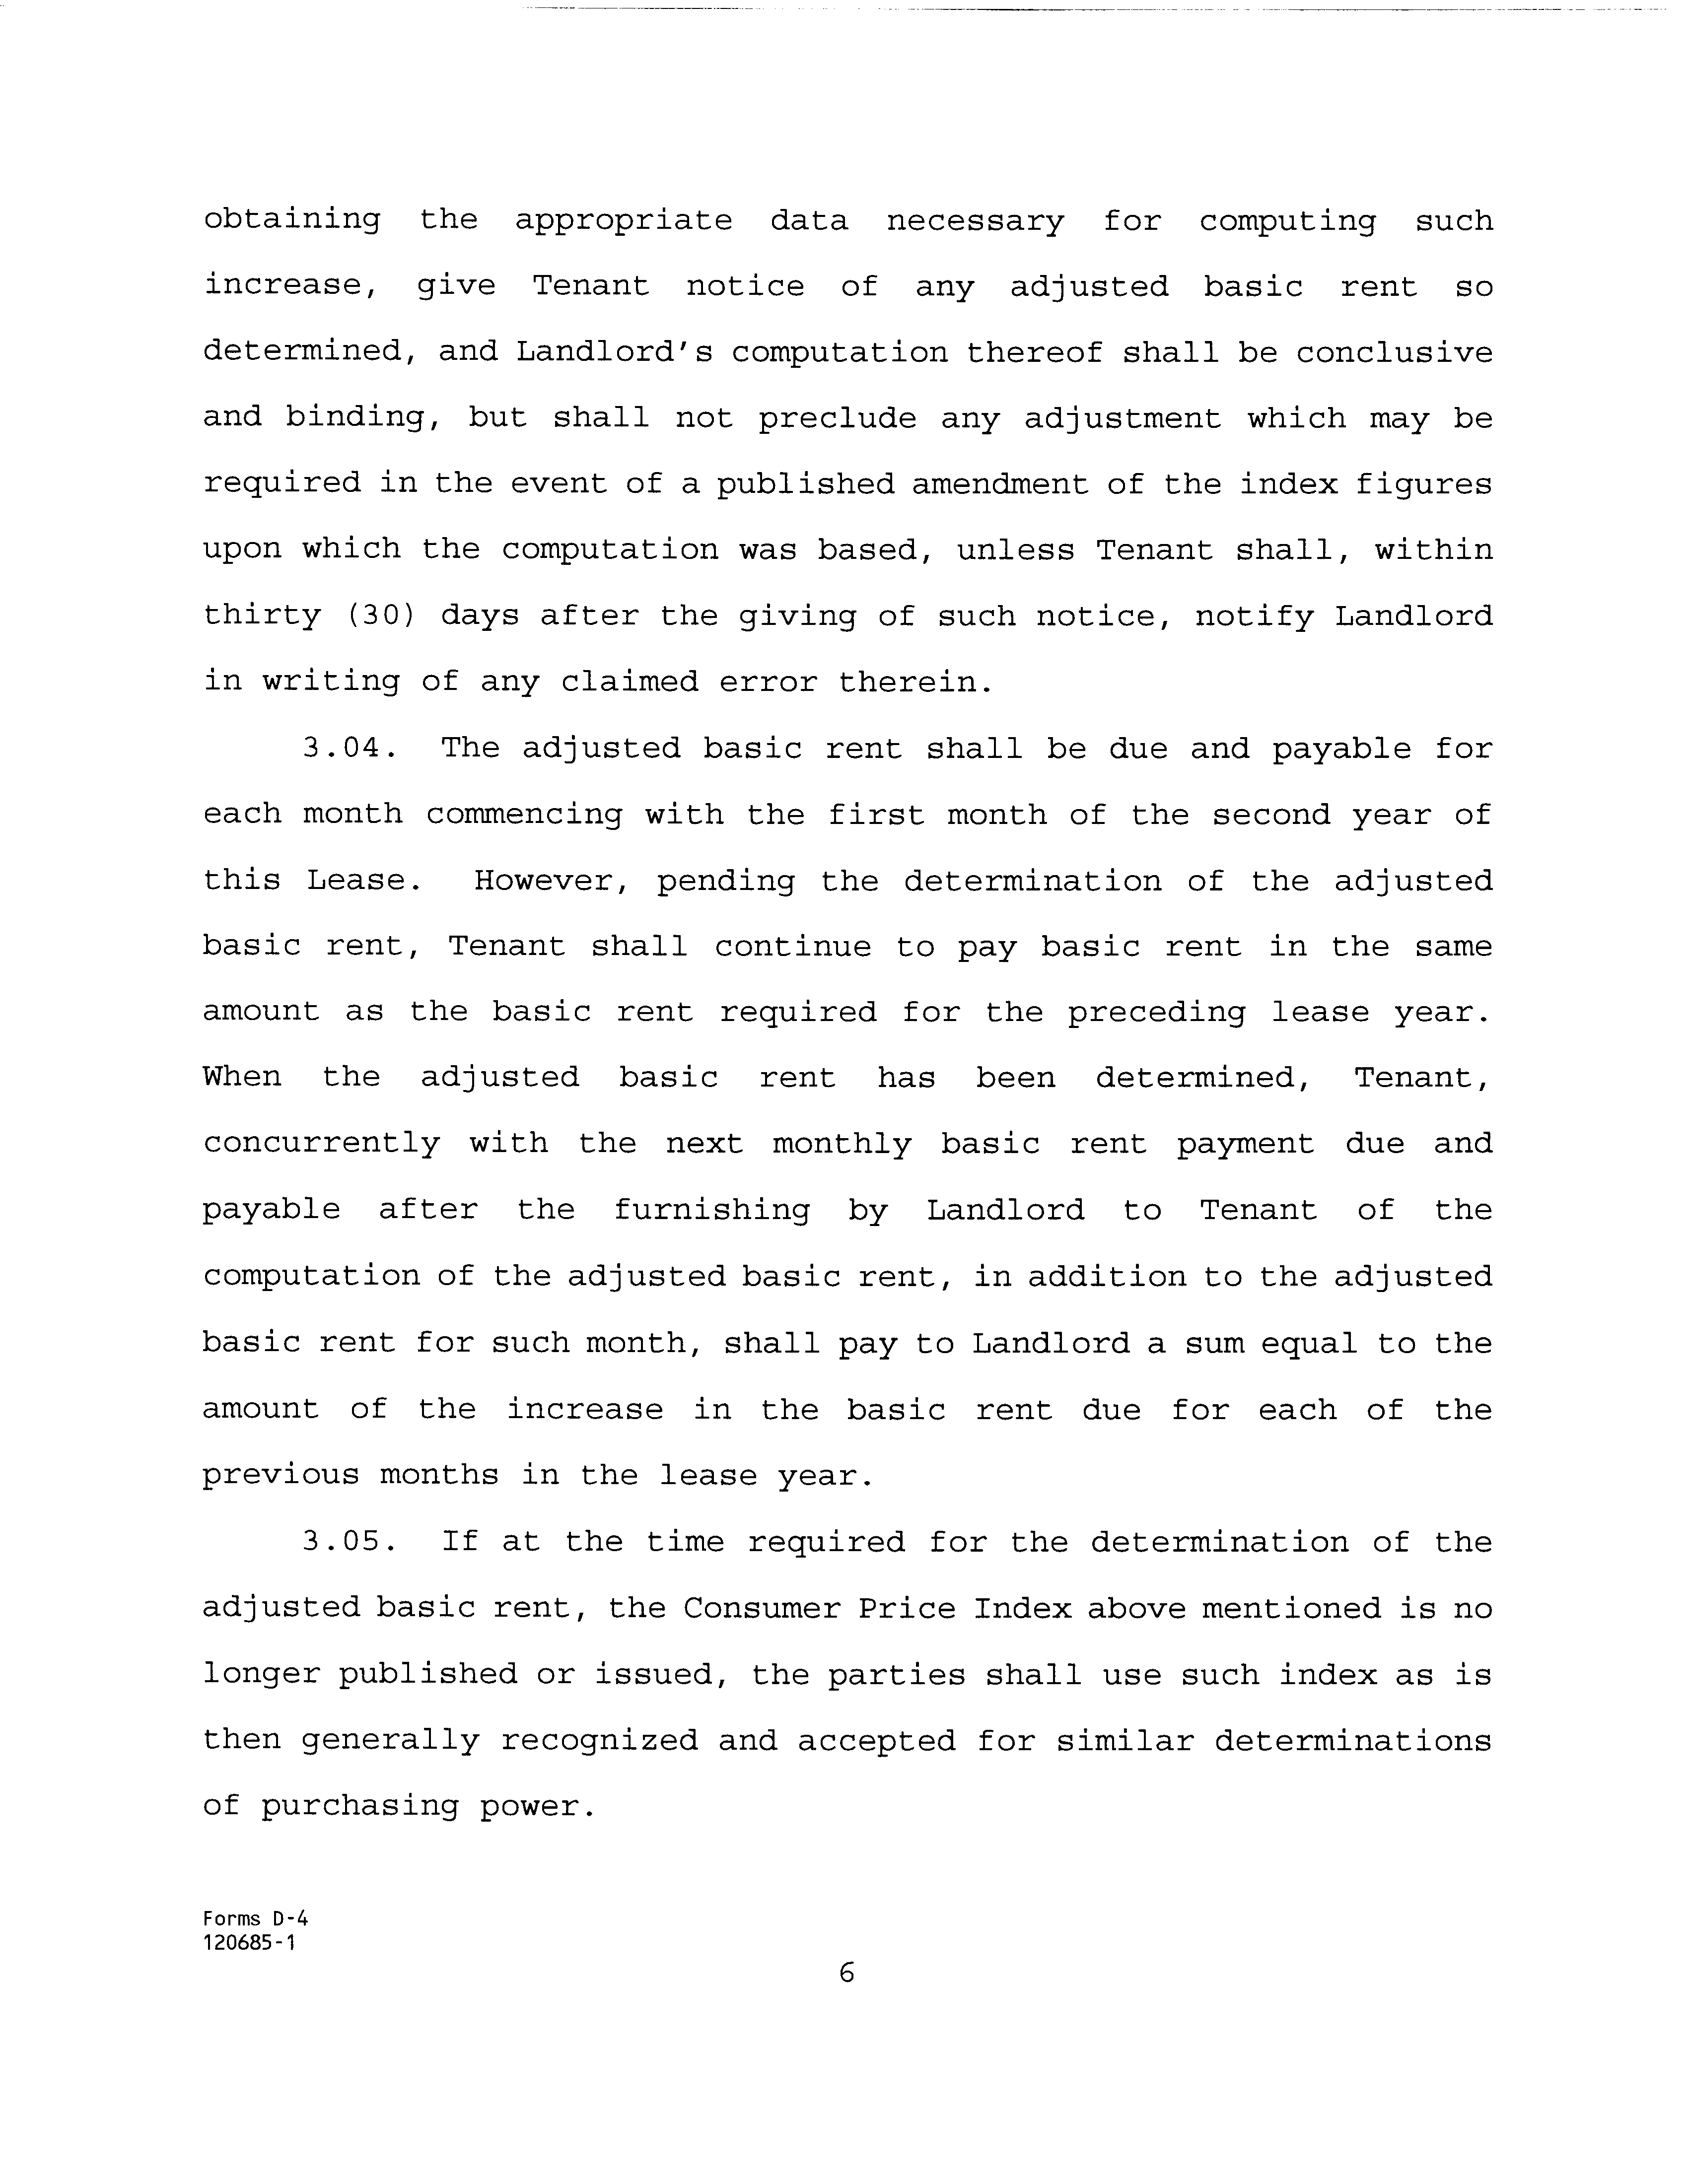 obtaining the appropriate data necessary for computing such
increase, give Tenant notice of any adjusted basic rent so
determined, and Landlord's computation thereof shall be conclusive
and binding, but shall not preclude any adjustment which may be
required in the event of a published amendment of the index figures
upon which the computation was based, unless Tenant shall, within
thirty (30) days after the giving of such notice, notify Landlord
in writing of any claimed error therein.
3.04. The adjusted basic rent shall be due and payable for
each month commencing with the first month of the second year of
this Lease. However, pending the determination of the adjusted
basic rent, Tenant shall continue to pay basic rent in the same
amount as the basic rent required for the preceding lease year.
When the adjusted basic rent has been determined, Tenant,
concurrently with the next monthly basic rent payment due and
payable after the furnishing by Landlord to Tenant of the
computation of the adjusted basic rent, in addition to the adjusted
basic rent for such month, shall pay to Landlord a sum equal to the
amount of the increase in the basic rent due for each of the
previous months in the lease year.
3.05. If at the time required for the determination of the
adjusted basic rent, the Consumer Price Index above mentioned is no
longer published or issued, the parties shall use such index as is
then generally recognized and accepted for similar determinations
of purchasing power.
Forms D-4
120685-1
6